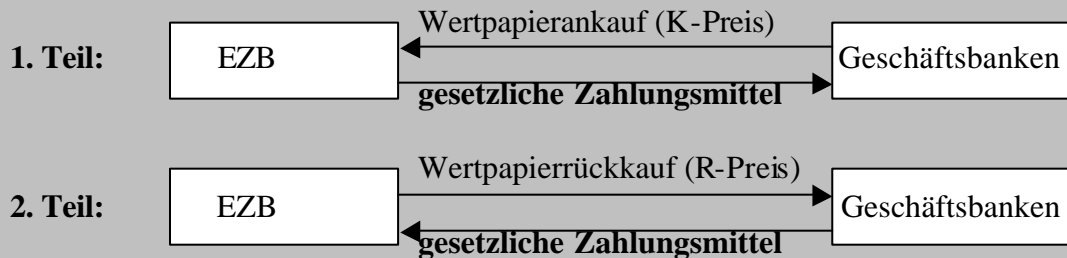 Wertpapierankauf (K-Preis)
1. Teil: EZB Geschäftsbanken
gesetzliche Zahlungsmittel
Wertpapierrückkauf (R-Preis)
2. Teil: EZB Geschäftsbanken
gesetzliche Zahlungsmittel